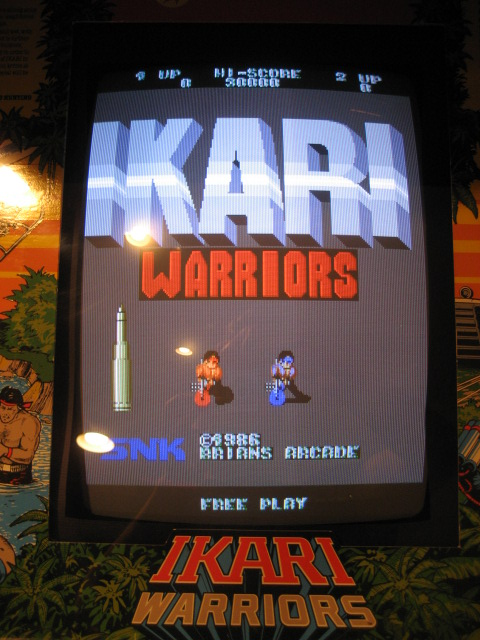 1 UP HI-SCORE 2 UP
0 30000 0
IKARI
WARRIORS
SNK ©1986
BRIANS ARCADE
FREE PLAY
IKARI
WARRIORS